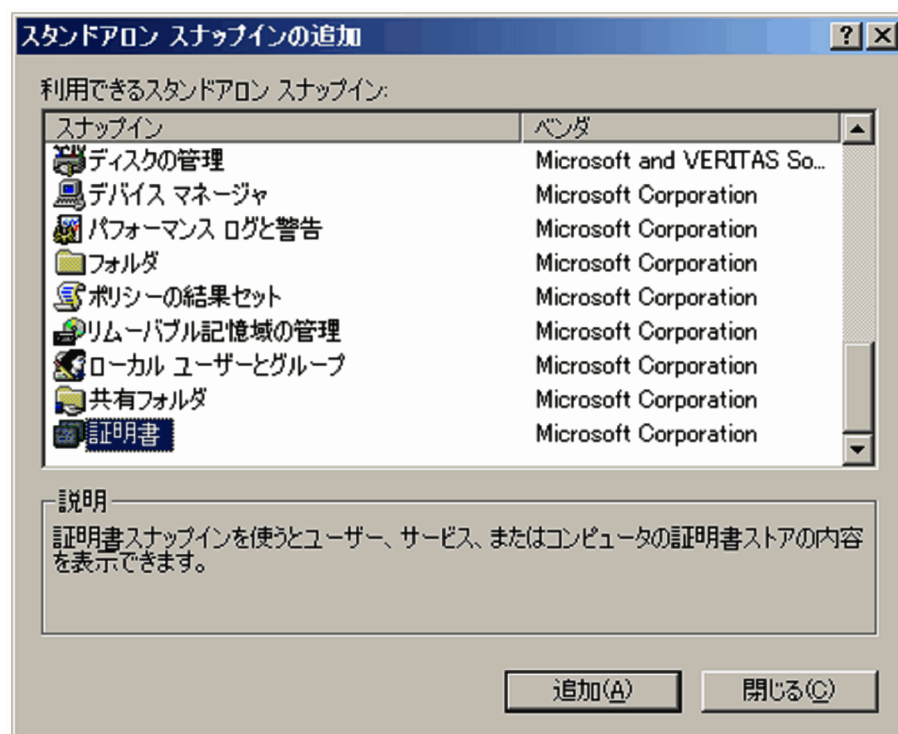 スタンドアロン スナップインの追加
利用できるスタンドアロン スナップイン:
スナップイン ベンダ
ディスクの管理 Microsoft and VERITAS So...
デバイス マネージャ Microsoft Corporation
パフォーマンス ログと警告 Microsoft Corporation
フォルダ Microsoft Corporation
ポリシーの結果セット Microsoft Corporation
リムーバブル記憶域の管理 Microsoft Corporation
ローカル ユーザーとグループ Microsoft Corporation
共有フォルダ Microsoft Corporation
証明書 Microsoft Corporation
説明
証明書スナップインを使うとユーザー、サービス、またはコンピュータの証明書ストアの内容
を表示できます。
追加(A) 閉じる(C)